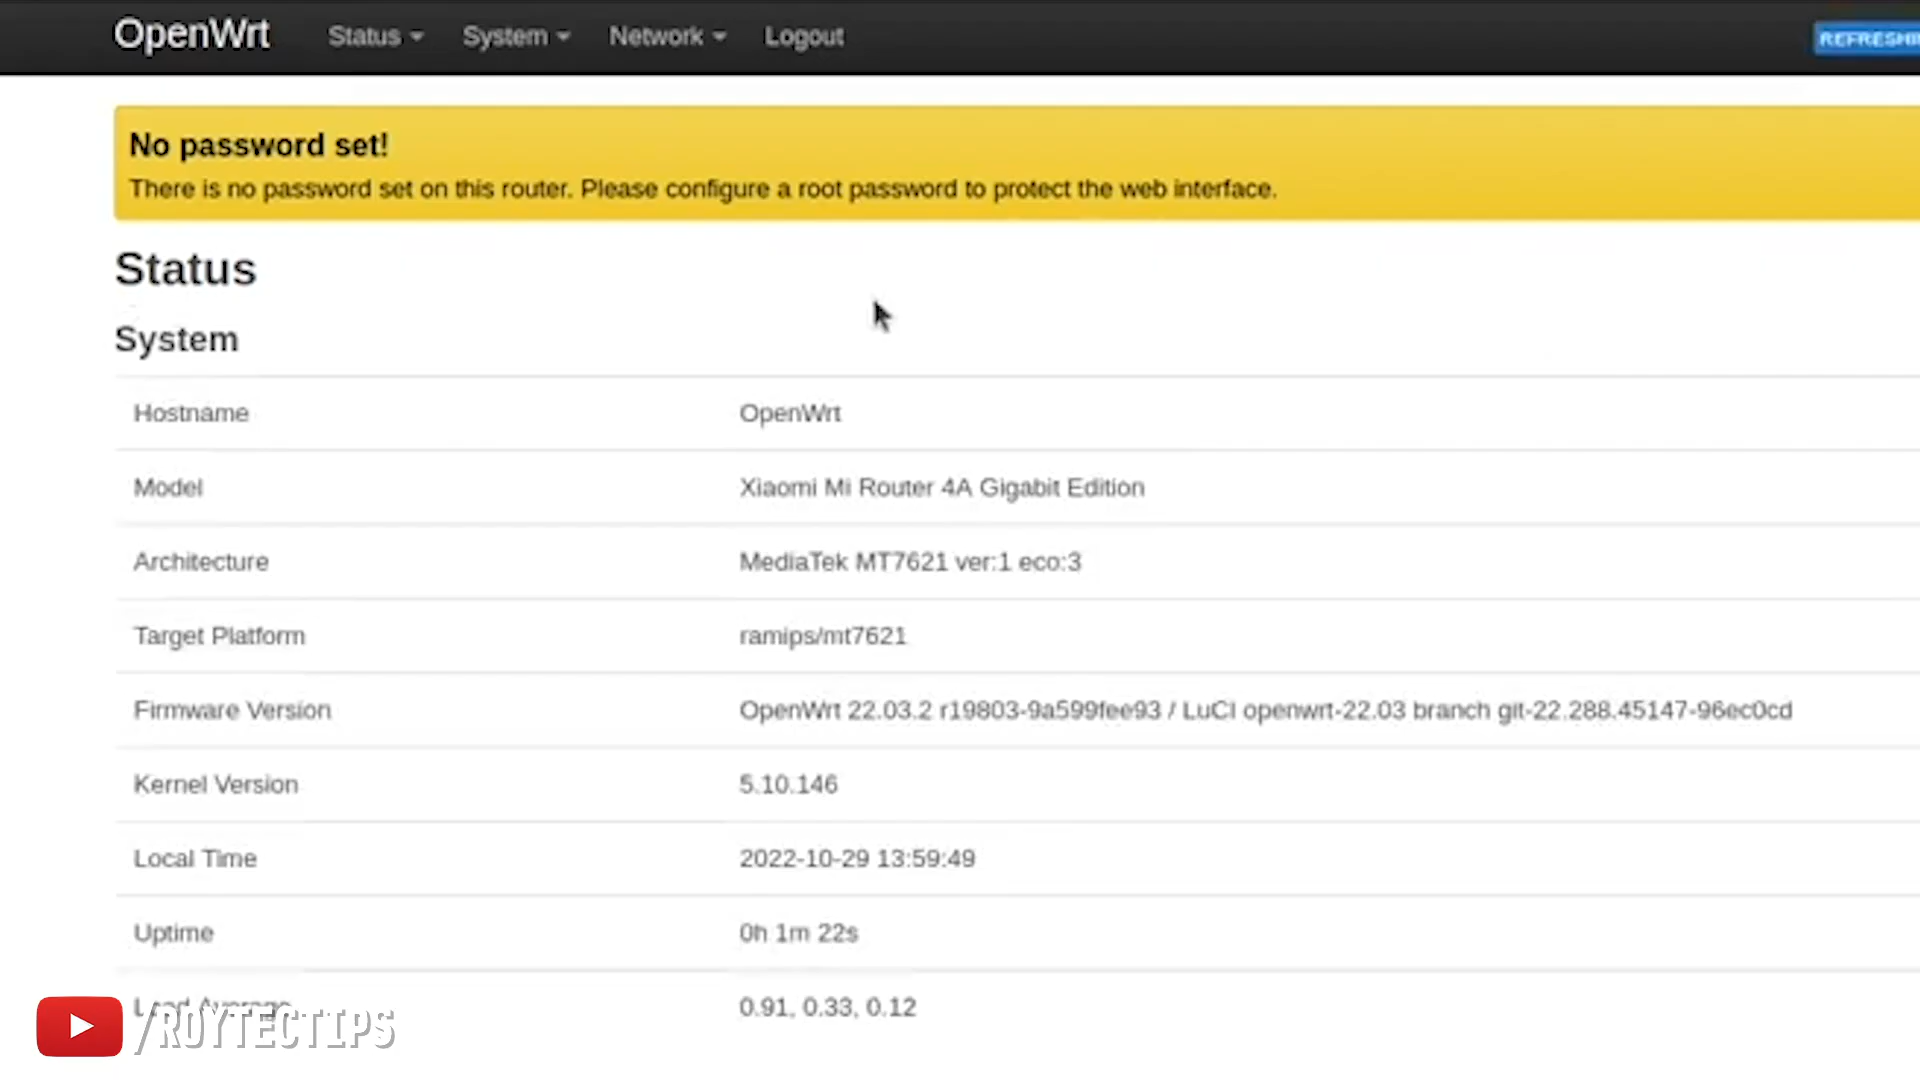 OpenWrt Status System Network Logout
No password set!
There is no password set on this router. Please configure a root password to protect the web interface.
Status
System
Hostname OpenWrt
Model Xiaomi Mi Router 4A Gigabit Edition
Architecture MediaTek MT7621 ver:1 eco:3
Target Platform ramips/mt7621
Firmware Version OpenWrt 22.03.2 r19803-9a599fee93 / LuCI openwrt-22.03 branch git-22.288.45147-96ec0cd
Kernel Version 5.10.146
Local Time 2022-10-29 13:59:49
Uptime 0h 1m 22s
Load Average 0.91, 0.33, 0.12
/ROYTECTIPS